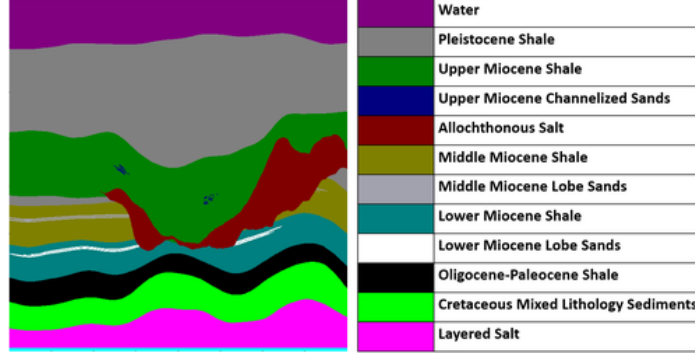 Water
Pleistocene Shale
Upper Miocene Shale
Upper Miocene Channelized Sands
Allochthonous Salt
Middle Miocene Shale
Middle Miocene Lobe Sands
Lower Miocene Shale
Lower Miocene Lobe Sands
Oligocene-Paleocene Shale
Cretaceous Mixed Lithology Sediments
Layered Salt